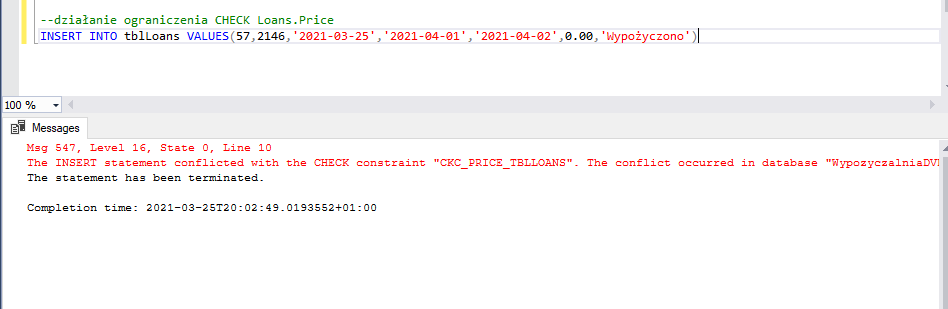 --działanie ograniczenia CHECK Loans.Price
INSERT INTO tblLoans VALUES(57,2146,'2021-03-25','2021-04-01','2021-04-02',0.00,'Wypożyczono')
100 %
Messages
Msg 547, Level 16, State 0, Line 10
The INSERT statement conflicted with the CHECK constraint "CKC_PRICE_TBLLOANS". The conflict occurred in database "WypozyczalniaDV
The statement has been terminated.
Completion time: 2021-03-25T20:02:49.0193552+01:00